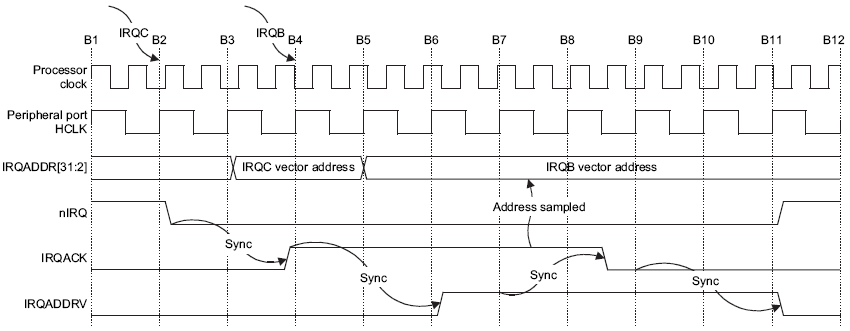 IRQC IRQB
B1 B2 B3 B4 B5 B6 B7 B8 B9 B10 B11 B12
Processor
clock
Peripheral port
HCLK
IRQADDR[31:2] IRQC vector address IRQB vector address
nIRQ Address sampled
Sync
IRQACK
Sync Sync Sync
IRQADDRV